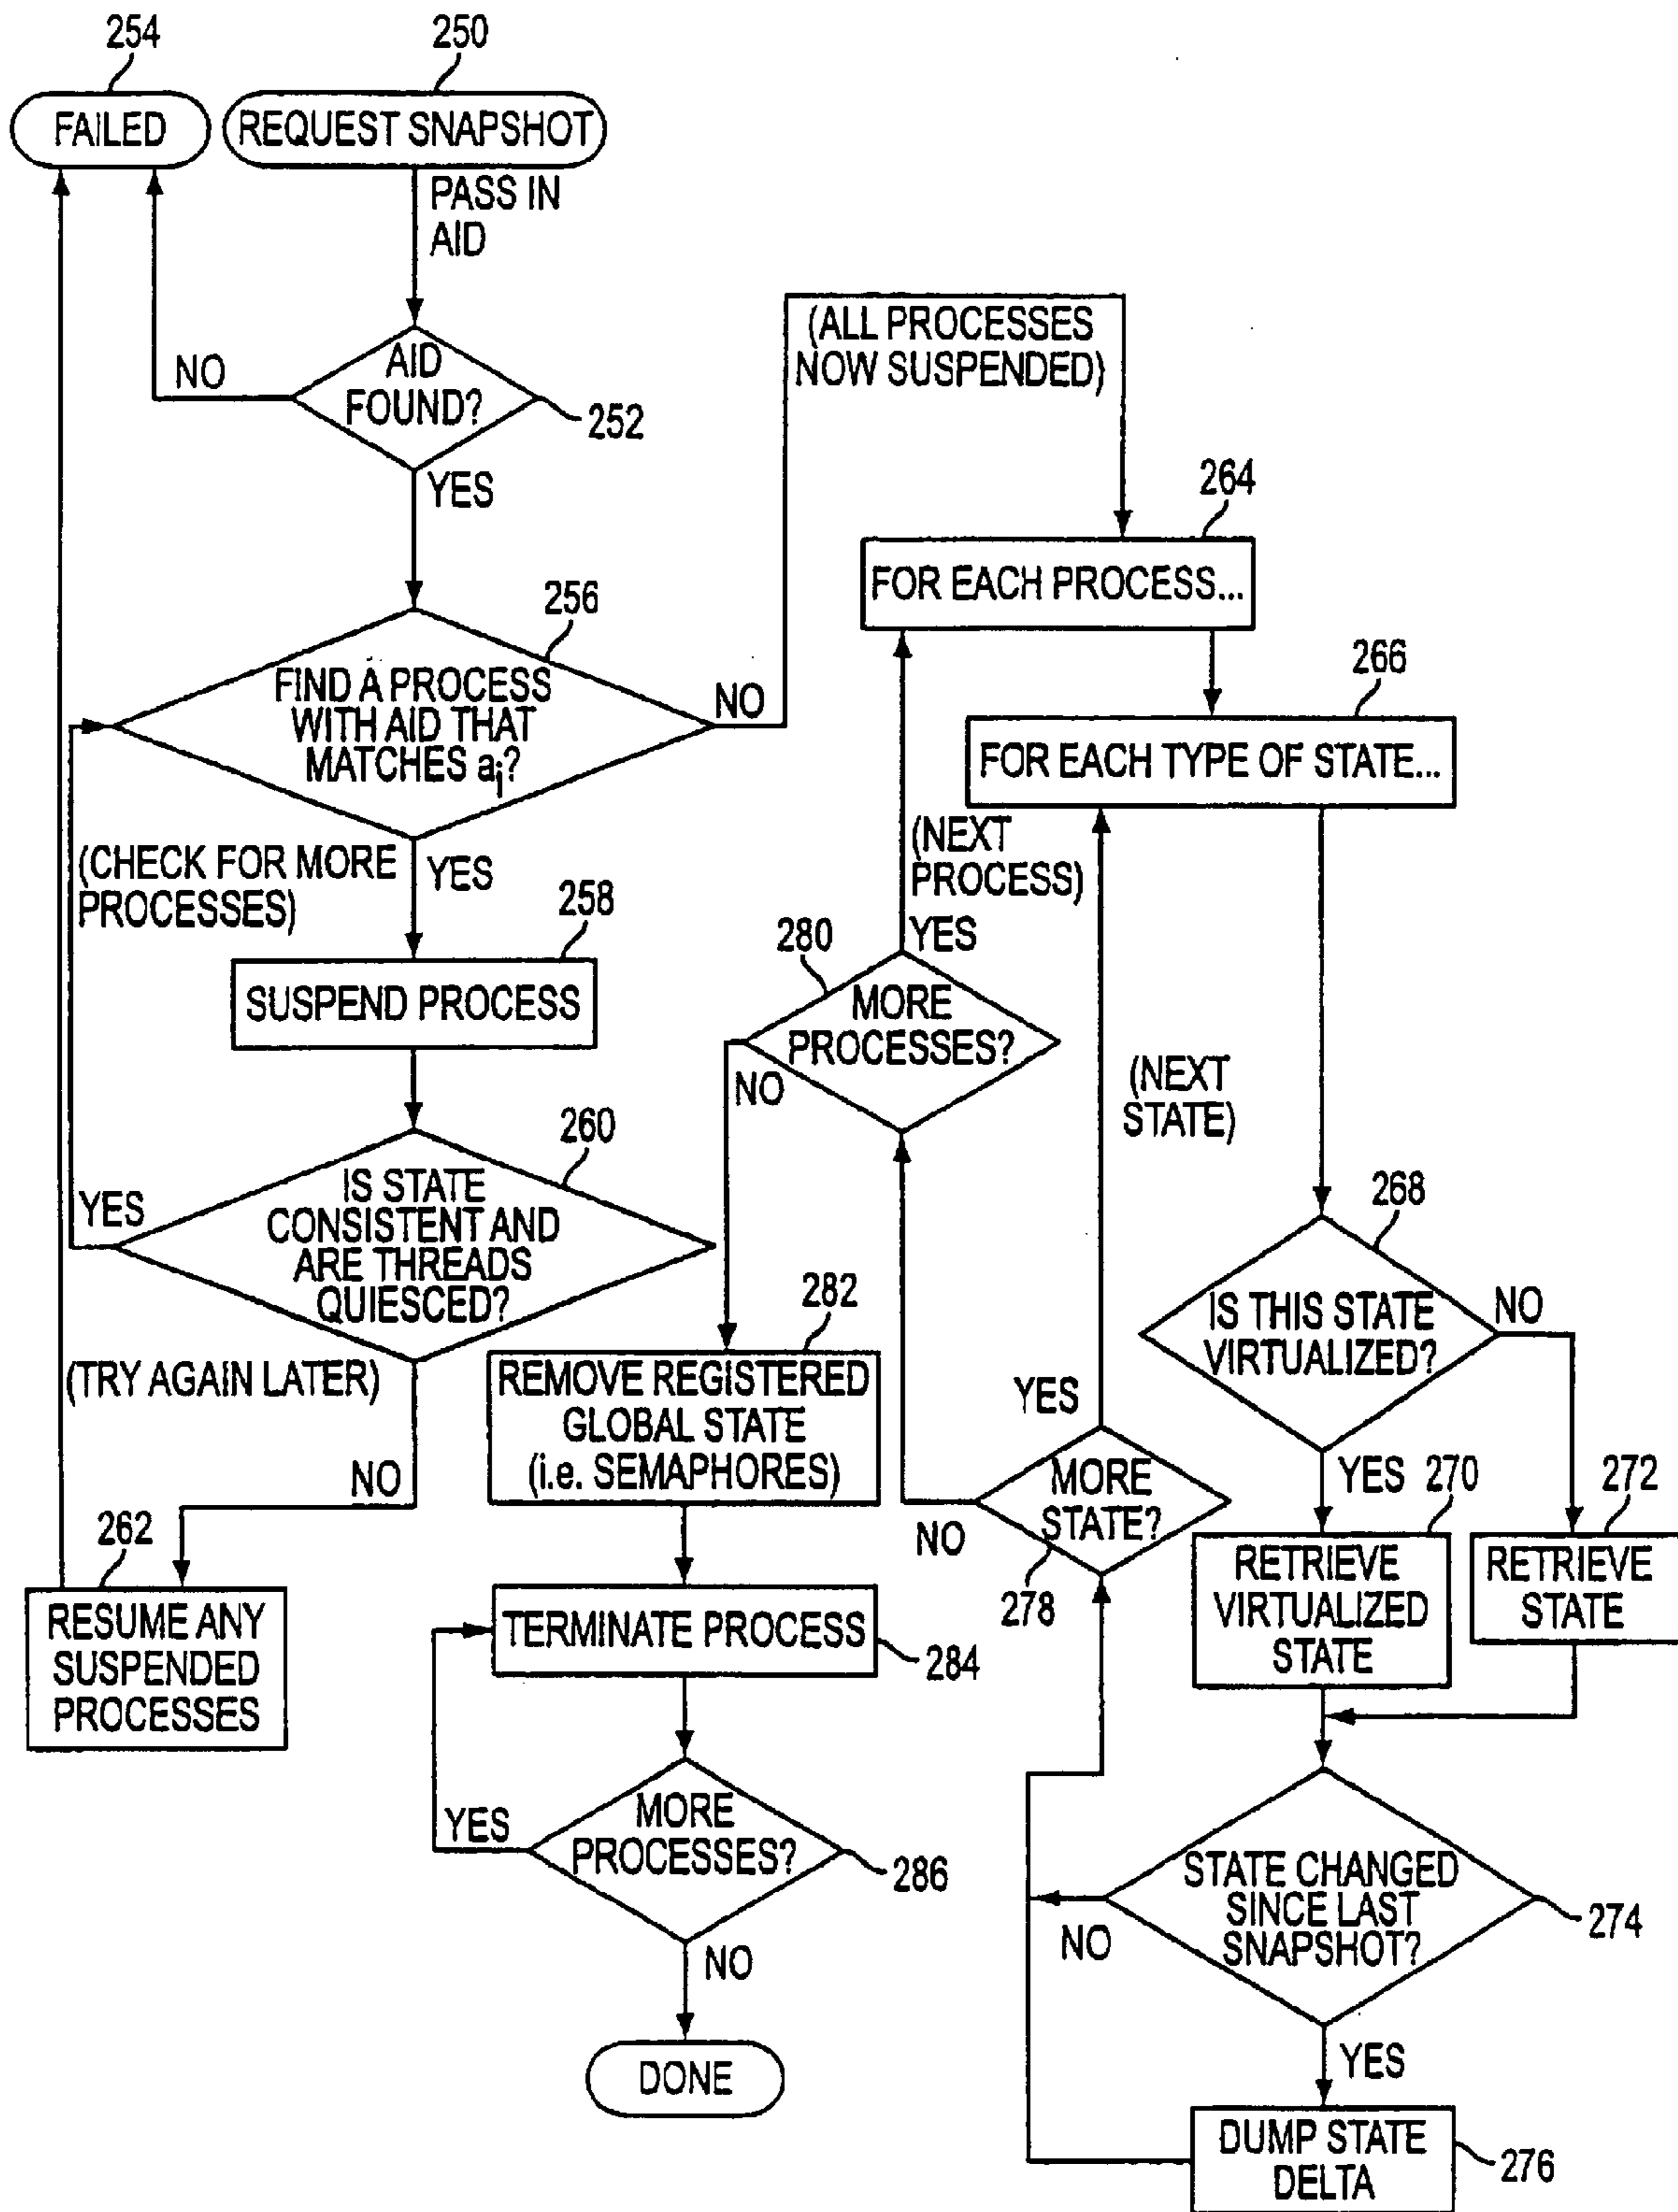 254
250
FAILED
REQUEST SNAPSHOT
PASS IN
AID
NO
AID
FOUND?
252
YES
(ALL PROCESSES
NOW SUSPENDED)
264
FOR EACH PROCESS...
256
FIND A PROCESS
WITH AID THAT
MATCHES aj?
NO
266
FOR EACH TYPE OF STATE...
(CHECK FOR MORE
PROCESSES)
YES
258
SUSPEND PROCESS
(NEXT
PROCESS)
YES
280
MORE
PROCESSES?
NO
(NEXT
STATE)
260
IS STATE
CONSISTENT AND
ARE THREADS
QUIESCED?
YES
268
IS THIS STATE
VIRTUALIZED?
NO
(TRY AGAIN LATER)
NO
282
REMOVE REGISTERED
GLOBAL STATE
(i.e. SEMAPHORES)
YES
MORE
STATE?
NO
278
YES
270
272
RETRIEVE
VIRTUALIZED
STATE
RETRIEVE
STATE
262
RESUME ANY
SUSPENDED
PROCESSES
TERMINATE PROCESS
284
YES
MORE
PROCESSES?
286
NO
DONE
STATE CHANGED
SINCE LAST
SNAPSHOT?
274
NO
YES
DUMP STATE
DELTA
276